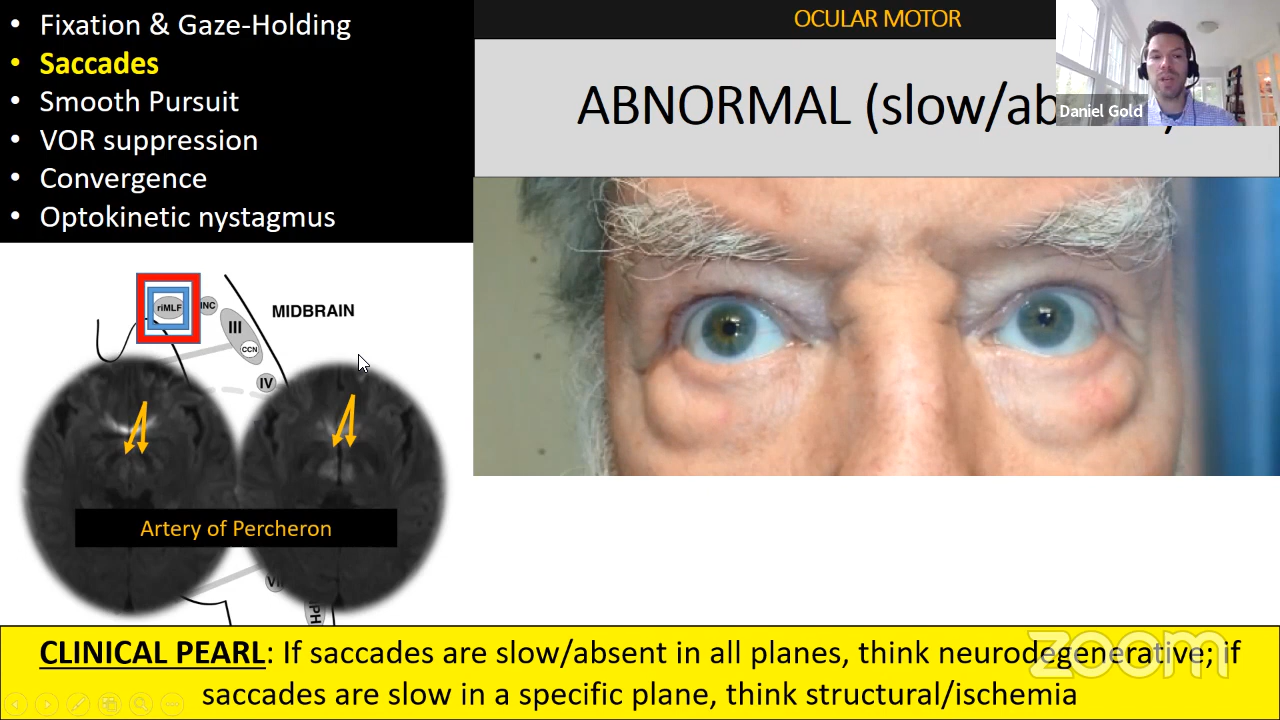 • Fixation & Gaze-Holding
• Saccades
• Smooth Pursuit
• VOR suppression
• Convergence
• Optokinetic nystagmus
OCULAR MOTOR
ABNORMAL (slow/ab
Daniel Gold
riMLF
INC
III
CCN
IV
MIDBRAIN
Artery of Percheron
VI
PH
CLINICAL PEARL: If saccades are slow/absent in all planes, think neurodegenerative; if
saccades are slow in a specific plane, think structural/ischemia
zoom